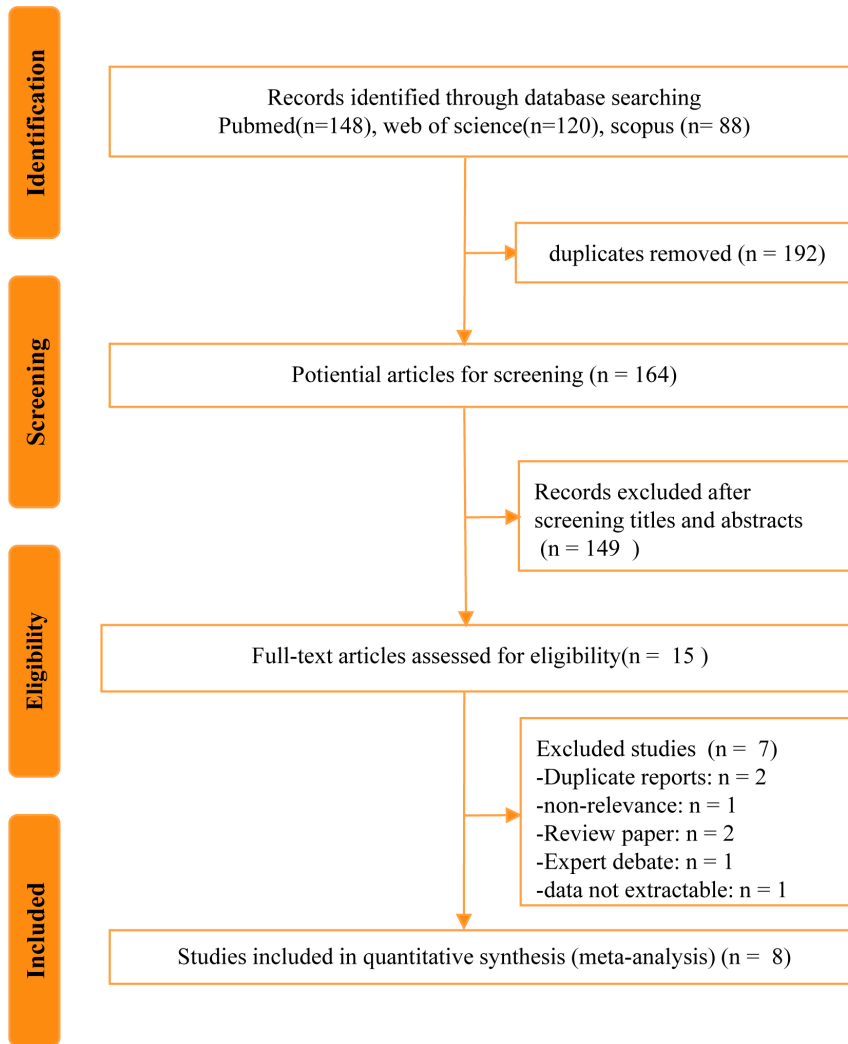 Identification
Records identified through database searching
Pubmed(n=148), web of science(n=120), scopus (n= 88)
duplicates removed (n = 192)
Screening
Potiential articles for screening (n = 164)
Records excluded after
screening titles and abstracts
(n = 149  )
Eligibility
Full-text articles assessed for eligibility(n =  15 )
Excluded studies  (n =  7)
-Duplicate reports: n = 2
-non-relevance: n = 1
-Review paper: n = 2
-Expert debate: n = 1
-data not extractable: n = 1
Included
Studies included in quantitative synthesis (meta-analysis) (n =  8)